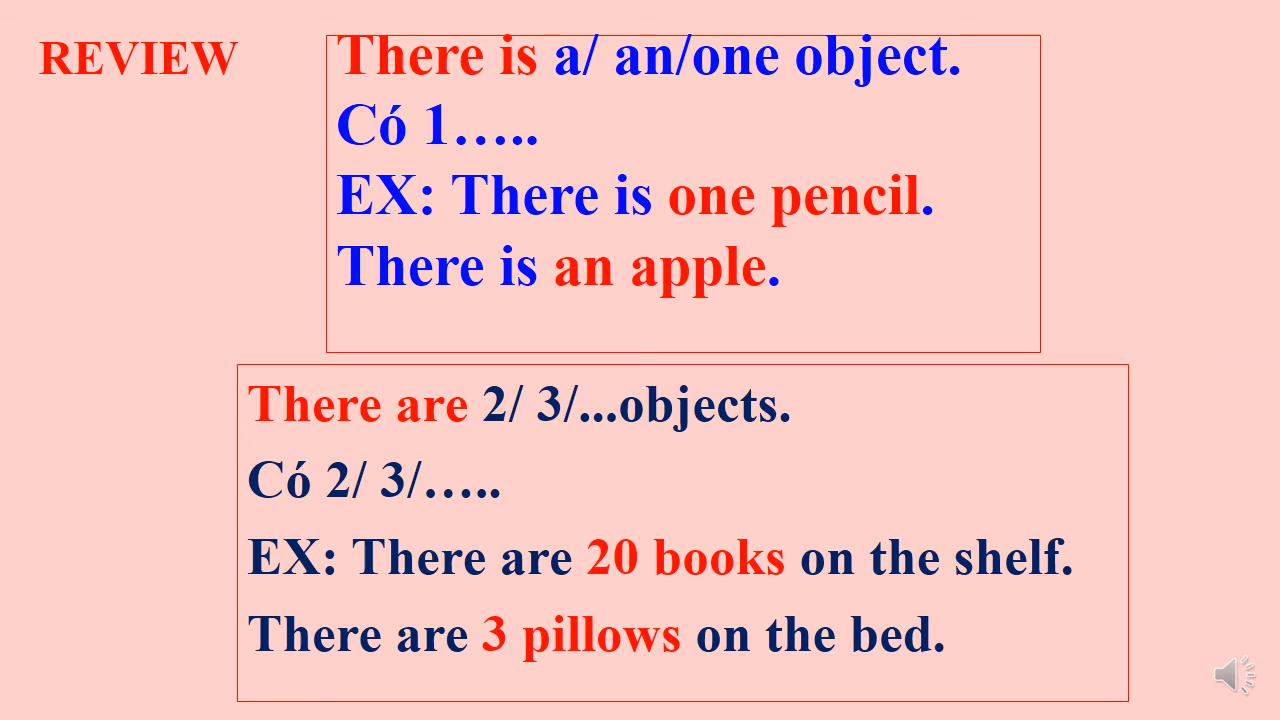 REVIEW
There is a/ an/one object.
Có 1…..
EX: There is one pencil.
There is an apple.
There are 2/ 3/...objects.
Có 2/ 3/…..
EX: There are 20 books on the shelf.
There are 3 pillows on the bed.